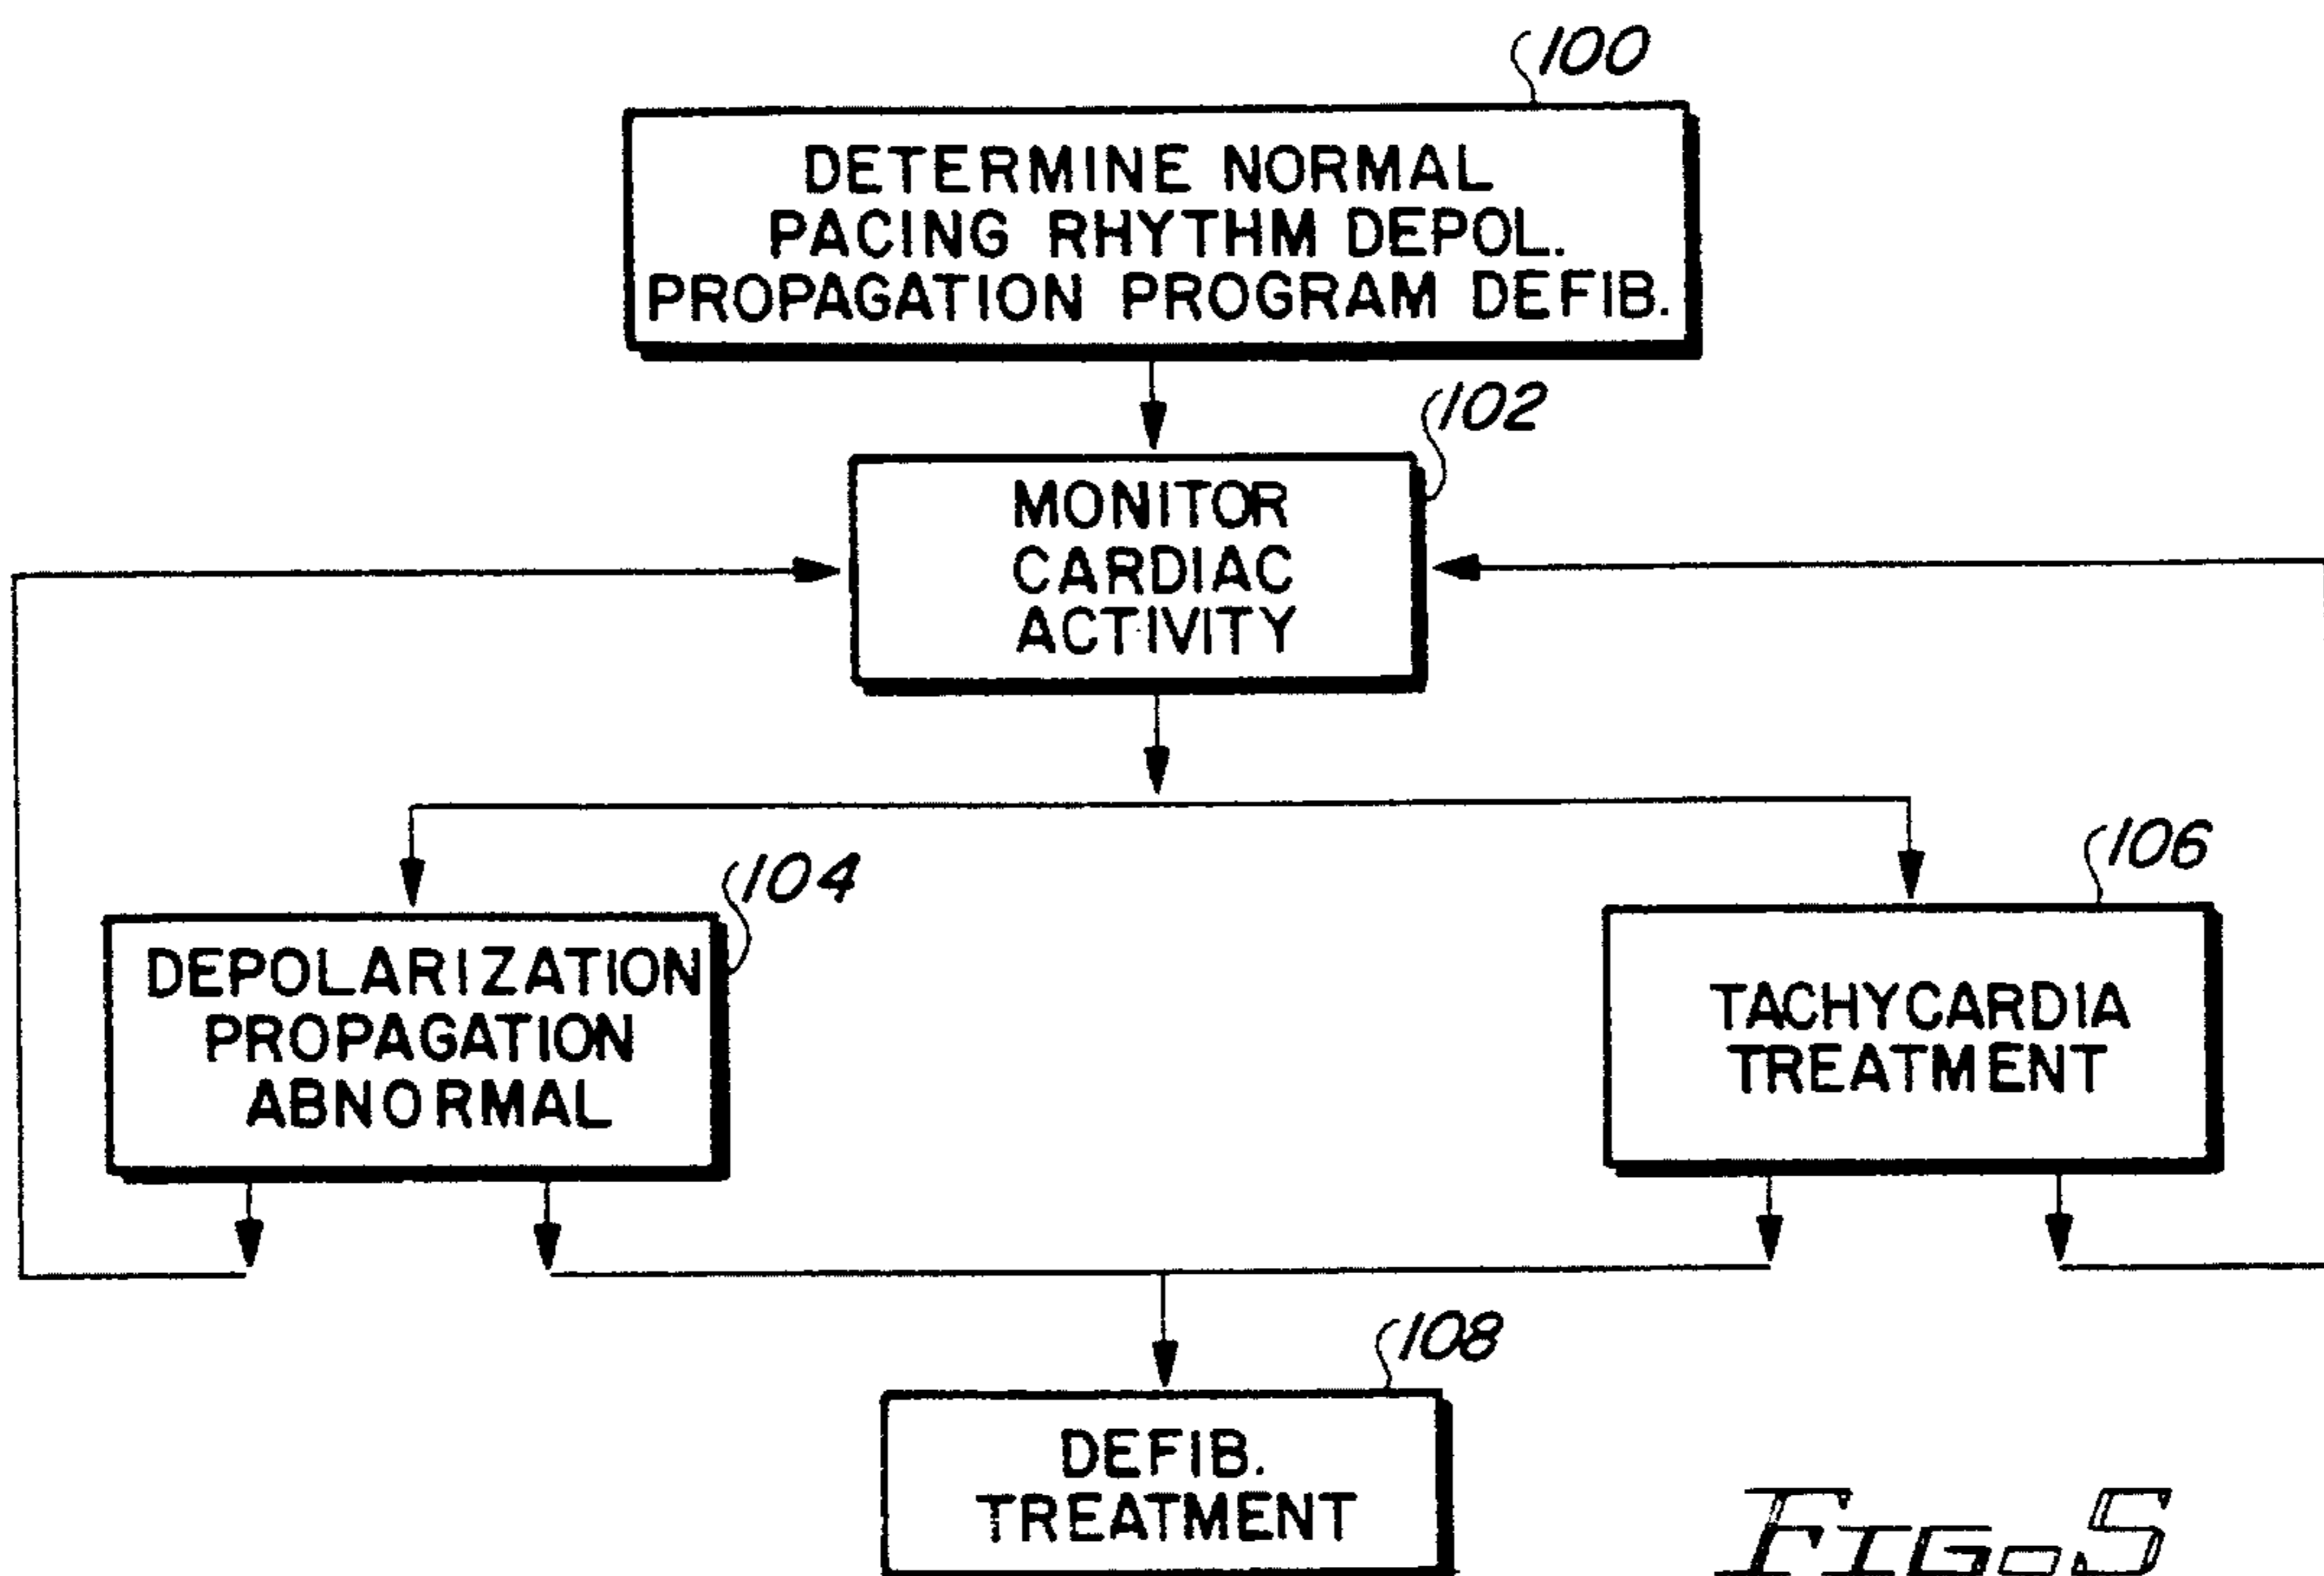 100
DETERMINE NORMAL
PACING RHYTHM DEPOL.
PROPAGATION PROGRAM DEFIB.
102
MONITOR
CARDIAC
ACTIVITY
104
DEPOLARIZATION
PROPAGATION
ABNORMAL
106
TACHYCARDIA
TREATMENT
108
DEFIB.
TREATMENT
FIG. 5